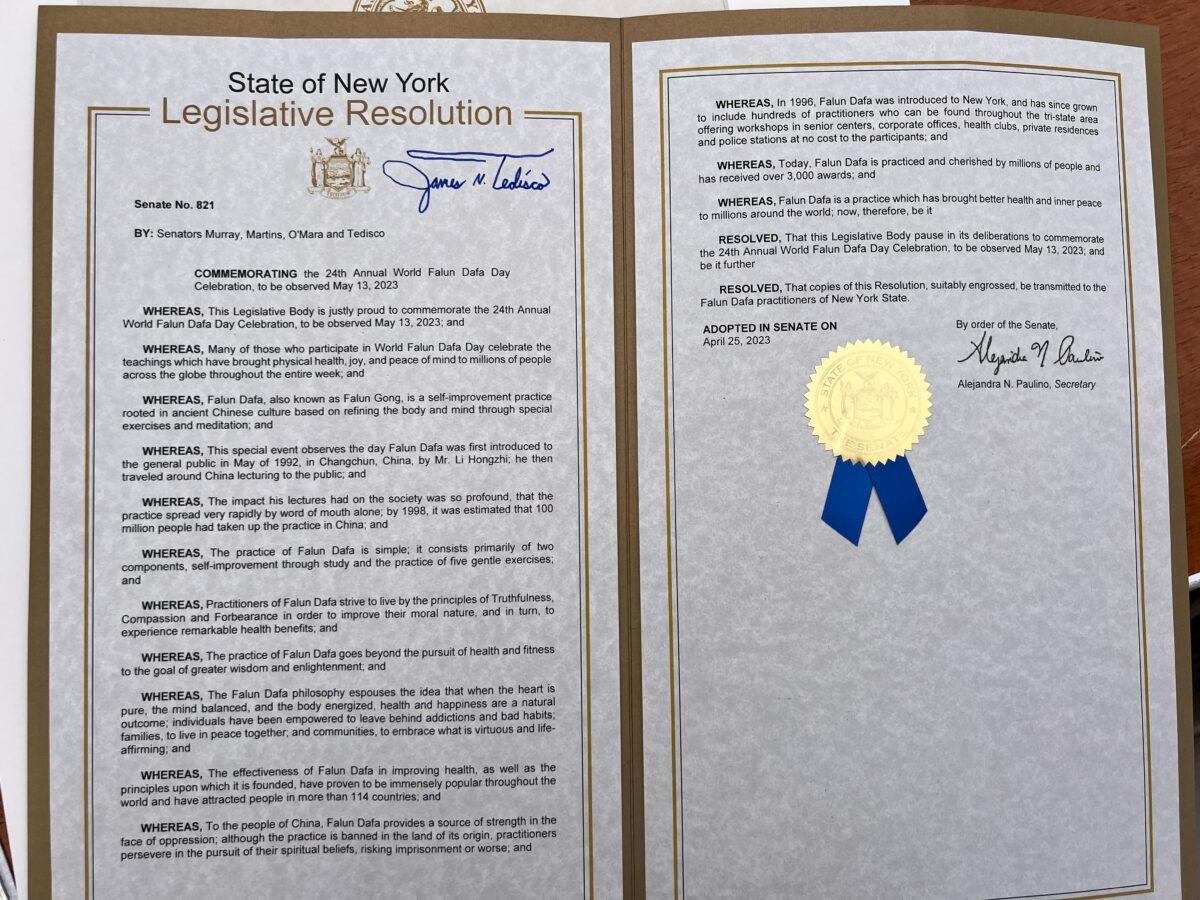 State of New York
Legislative Resolution
James N. Tedisco
Senate No. 821
BY: Senators Murray, Martins, O'Mara and Tedisco
COMMEMORATING the 24th Annual World Falun Dafa Day
Celebration, to be observed May 13, 2023
WHEREAS, This Legislative Body is justly proud to commemorate the 24th Annual
World Falun Dafa Day Celebration, to be observed May 13, 2023; and
WHEREAS, Many of those who participate in World Falun Dafa Day celebrate the
teachings which have brought physical health, joy, and peace of mind to millions of people
across the globe throughout the entire week; and
WHEREAS, Falun Dafa, also known as Falun Gong, is a self-improvement practice
rooted in ancient Chinese culture based on refining the body and mind through special
exercises and meditation; and
WHEREAS, This special event observes the day Falun Dafa was first introduced to
the general public in May of 1992, in Changchun, China, by Mr. Li Hongzhi; he then
traveled around China lecturing to the public; and
WHEREAS, The impact his lectures had on the society was so profound, that the
practice spread very rapidly by word of mouth alone; by 1998, it was estimated that 100
million people had taken up the practice in China; and
WHEREAS, The practice of Falun Dafa is simple; it consists primarily of two
components, self-improvement through study and the practice of five gentle exercises;
and
WHEREAS, Practitioners of Falun Dafa strive to live by the principles of Truthfulness,
Compassion and Forbearance in order to improve their moral nature, and in turn, to
experience remarkable health benefits; and
WHEREAS, The practice of Falun Dafa goes beyond the pursuit of health and fitness
to the goal of greater wisdom and enlightenment; and
WHEREAS, The Falun Dafa philosophy espouses the idea that when the heart is
pure, the mind balanced, and the body energized, health and happiness are a natural
outcome; individuals have been empowered to leave behind addictions and bad habits;
families, to live in peace together; and communities, to embrace what is virtuous and life-
affirming; and
WHEREAS, The effectiveness of Falun Dafa in improving health, as well as the
principles upon which it is founded, have proven to be immensely popular throughout the
world and have attracted people in more than 114 countries; and
WHEREAS, To the people of China, Falun Dafa provides a source of strength in the
face of oppression; although the practice is banned in the land of its origin, practitioners
persevere in the pursuit of their spiritual beliefs, risking imprisonment or worse; and
WHEREAS, In 1996, Falun Dafa was introduced to New York, and has since grown
to include hundreds of practitioners who can be found throughout the tri-state area
offering workshops in senior centers, corporate offices, health clubs, private residences
and police stations at no cost to the participants; and
WHEREAS, Today, Falun Dafa is practiced and cherished by millions of people and
has received over 3,000 awards; and
WHEREAS, Falun Dafa is a practice which has brought better health and inner peace
to millions around the world; now, therefore, be it
RESOLVED, That this Legislative Body pause in its deliberations to commemorate
the 24th Annual World Falun Dafa Day Celebration, to be observed May 13, 2023; and
be it further
RESOLVED, That copies of this Resolution, suitably engrossed, be transmitted to the
Falun Dafa practitioners of New York State.
ADOPTED IN SENATE ON
April 25, 2023
By order of the Senate,
Alejandra N Paulino
Alejandra N. Paulino, Secretary
STATE OF NEW YORK
THE SENATE